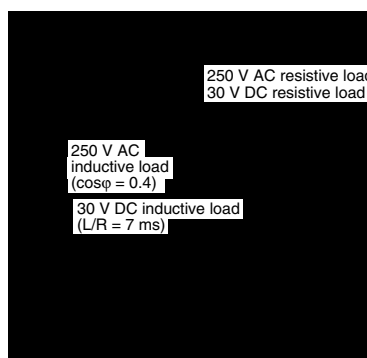 250 V AC resistive load
30 V DC resistive load
250 V AC
inductive load
(cosφ = 0.4)
30 V DC inductive load
(L/R = 7 ms)